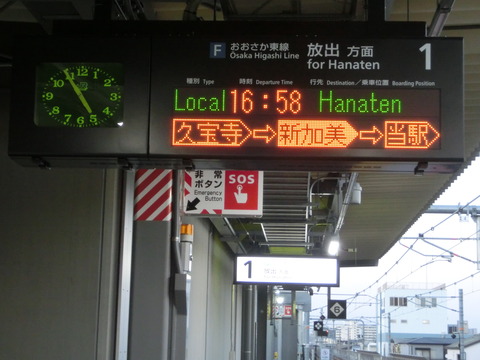 F おおさか東線 放出 方面 1
Osaka Higashi Line for Hanaten
種別 Type 時刻 Departure Time 行先 Destination／乗車位置 Boarding Position
Local 16:58 Hanaten
久宝寺⇨新加美⇨当駅
非常ボタン
Emergency Button
SOS
1
6